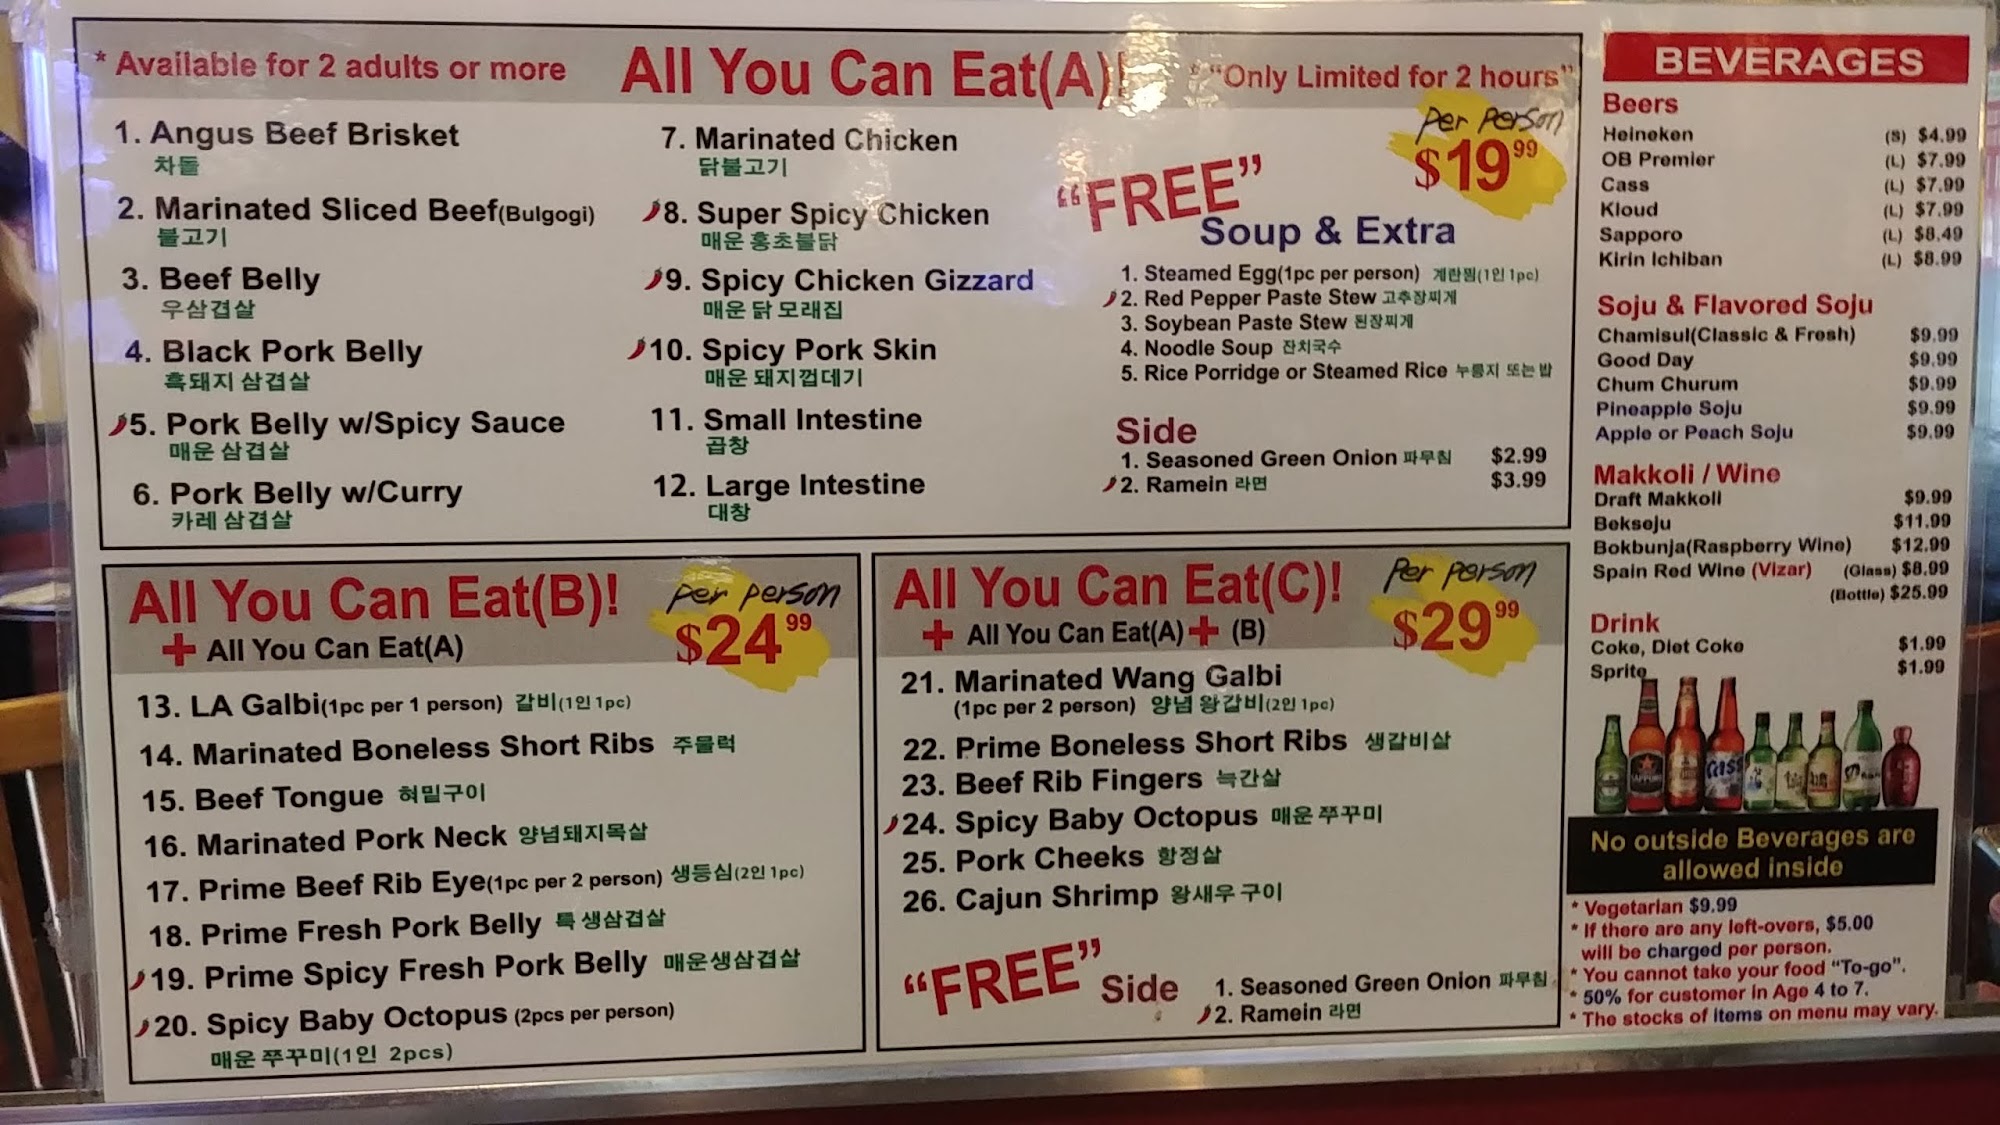 * Available for 2 adults or more
All You Can Eat(A)!
* "Only Limited for 2 hours"
1. Angus Beef Brisket
차돌
2. Marinated Sliced Beef(Bulgogi)
불고기
3. Beef Belly
우삼겹살
4. Black Pork Belly
흑돼지 삼겹살
5. Pork Belly w/Spicy Sauce
매운 삼겹살
6. Pork Belly w/Curry
카레 삼겹살
7. Marinated Chicken
닭불고기
8. Super Spicy Chicken
매운 홍초불닭
9. Spicy Chicken Gizzard
매운 닭 모래집
10. Spicy Pork Skin
매운 돼지껍데기
11. Small Intestine
곱창
12. Large Intestine
대창
per person
$19 99
"FREE"
Soup & Extra
1. Steamed Egg(1pc per person) 계란찜(1인 1pc)
2. Red Pepper Paste Stew 고추장찌게
3. Soybean Paste Stew 된장찌게
4. Noodle Soup 잔치국수
5. Rice Porridge or Steamed Rice 누룽지 또는 밥
Side
1. Seasoned Green Onion 파무침 $2.99
2. Ramein 라면 $3.99
All You Can Eat(B)!
+ All You Can Eat(A)
per person
$24 99
13. LA Galbi(1pc per 1 person) 갈비(1인 1pc)
14. Marinated Boneless Short Ribs 주물럭
15. Beef Tongue 혀밑구이
16. Marinated Pork Neck 양념돼지목살
17. Prime Beef Rib Eye(1pc per 2 person) 생등심(2인 1pc)
18. Prime Fresh Pork Belly 특 생삼겹살
19. Prime Spicy Fresh Pork Belly 매운생삼겹살
20. Spicy Baby Octopus (2pcs per person)
매운 쭈꾸미(1인 2pcs)
All You Can Eat(C)!
+ All You Can Eat(A) + (B)
per person
$29 99
21. Marinated Wang Galbi
(1pc per 2 person) 양념 왕갈비(2인 1pc)
22. Prime Boneless Short Ribs 생갈비살
23. Beef Rib Fingers 늑간살
24. Spicy Baby Octopus 매운 쭈꾸미
25. Pork Cheeks 항정살
26. Cajun Shrimp 왕새우 구이
"FREE" Side
1. Seasoned Green Onion 파무침
2. Ramein 라면
BEVERAGES
Beers
Heineken (S) $4.99
OB Premier (L) $7.99
Cass (L) $7.99
Kloud (L) $7.99
Sapporo (L) $8.49
Kirin Ichiban (L) $8.99
Soju & Flavored Soju
Chamisul(Classic & Fresh) $9.99
Good Day $9.99
Chum Churum $9.99
Pineapple Soju $9.99
Apple or Peach Soju $9.99
Makkoli / Wine
Draft Makkoli $9.99
Bekseju $11.99
Bokbunja(Raspberry Wine) $12.99
Spain Red Wine (Vizar) (Glass) $8.99
(Bottle) $25.99
Drink
Coke, Diet Coke $1.99
Sprite $1.99
SAPPORO
Cass
No outside Beverages are
allowed inside
* Vegetarian $9.99
* If there are any left-overs, $5.00
will be charged per person.
* You cannot take your food "To-go".
* 50% for customer in Age 4 to 7.
* The stocks of items on menu may vary.